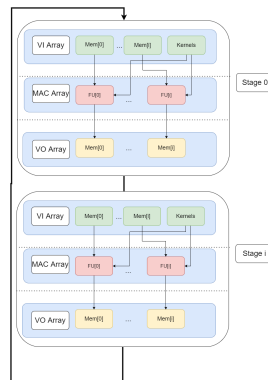 VI Array Mem[0] ... Mem[i] Kernels
MAC Array FU[0] FU[i]
Stage 0
VO Array Mem[0] ... Mem[i]
VI Array Mem[0] ... Mem[i] Kernels
MAC Array FU[0] FU[i]
Stage i
VO Array Mem[0] ... Mem[i]